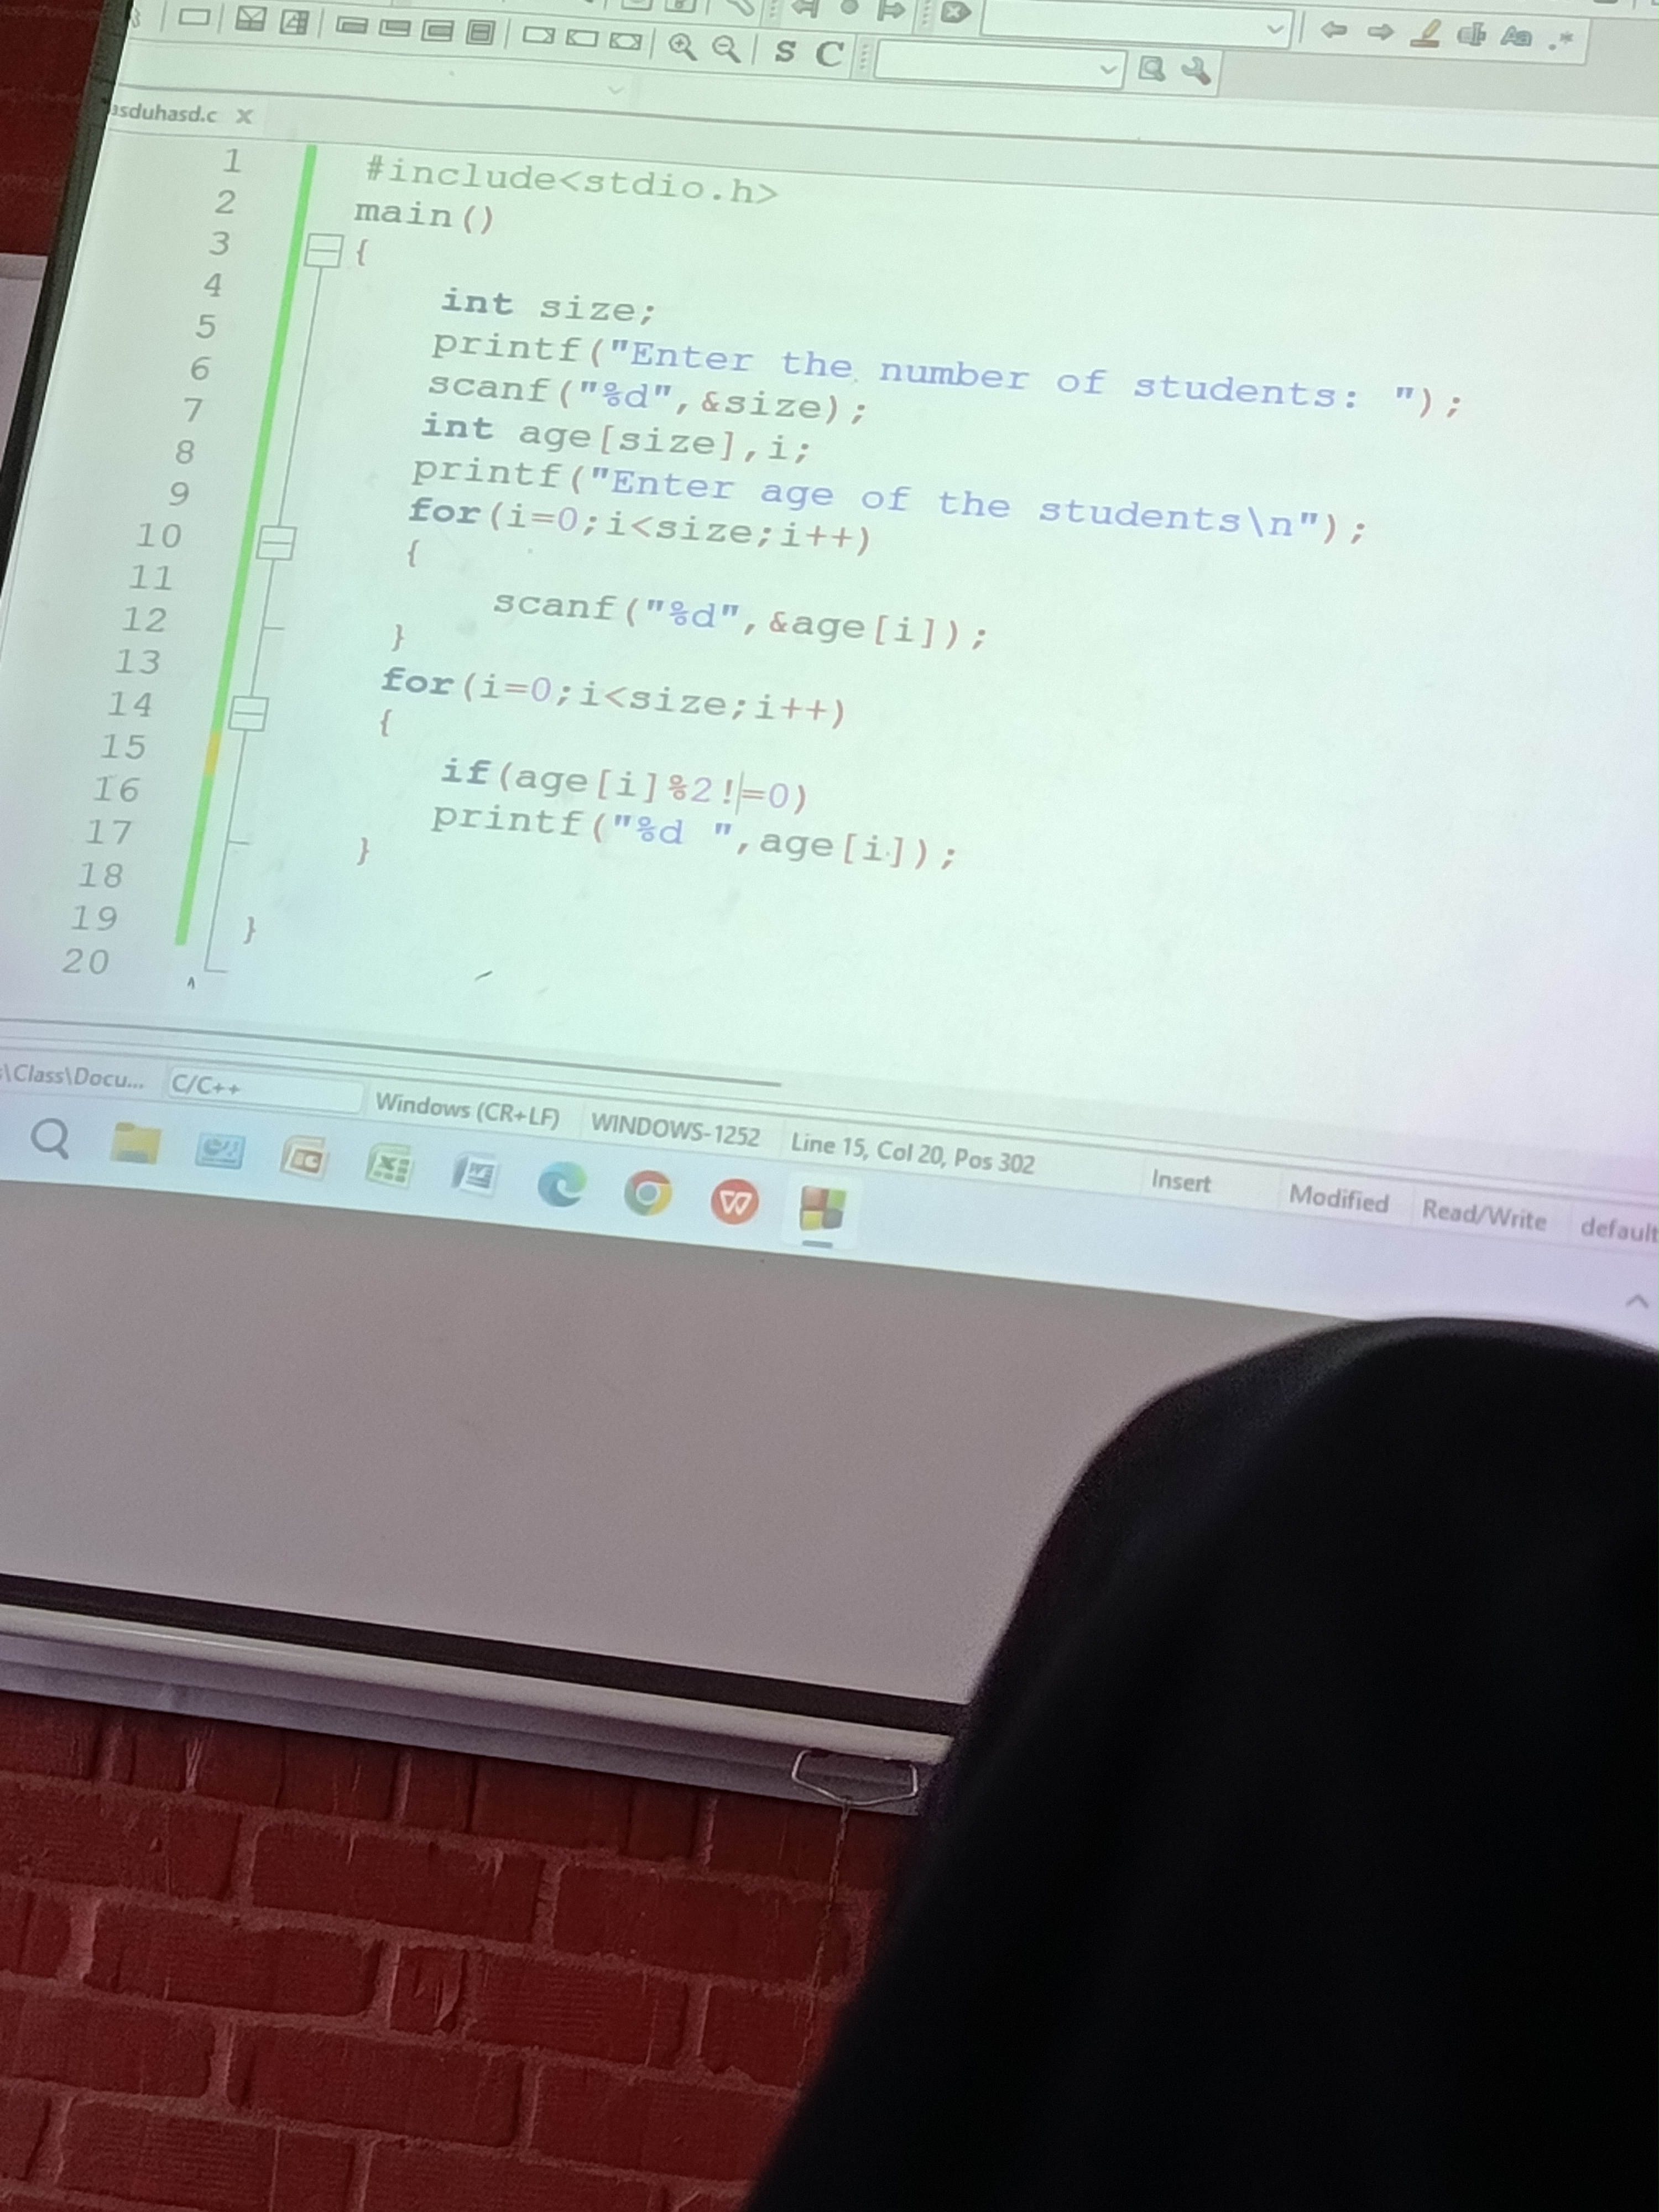 S C
asduhasd.c
1 #include<stdio.h>
2 main()
3 {
4 int size;
5 printf("Enter the number of students: ");
6 scanf("%d",&size);
7 int age[size],i;
8 printf("Enter age of the students\n");
9 for(i=0;i<size;i++)
10 {
11 scanf("%d",&age[i]);
12 }
13 for(i=0;i<size;i++)
14 {
15 if(age[i]%2!=0)
16 printf("%d ",age[i]);
17 }
18
19 }
20
\Class\Docu... C/C++ Windows (CR+LF) WINDOWS-1252 Line 15, Col 20, Pos 302 Insert Modified Read/Write default